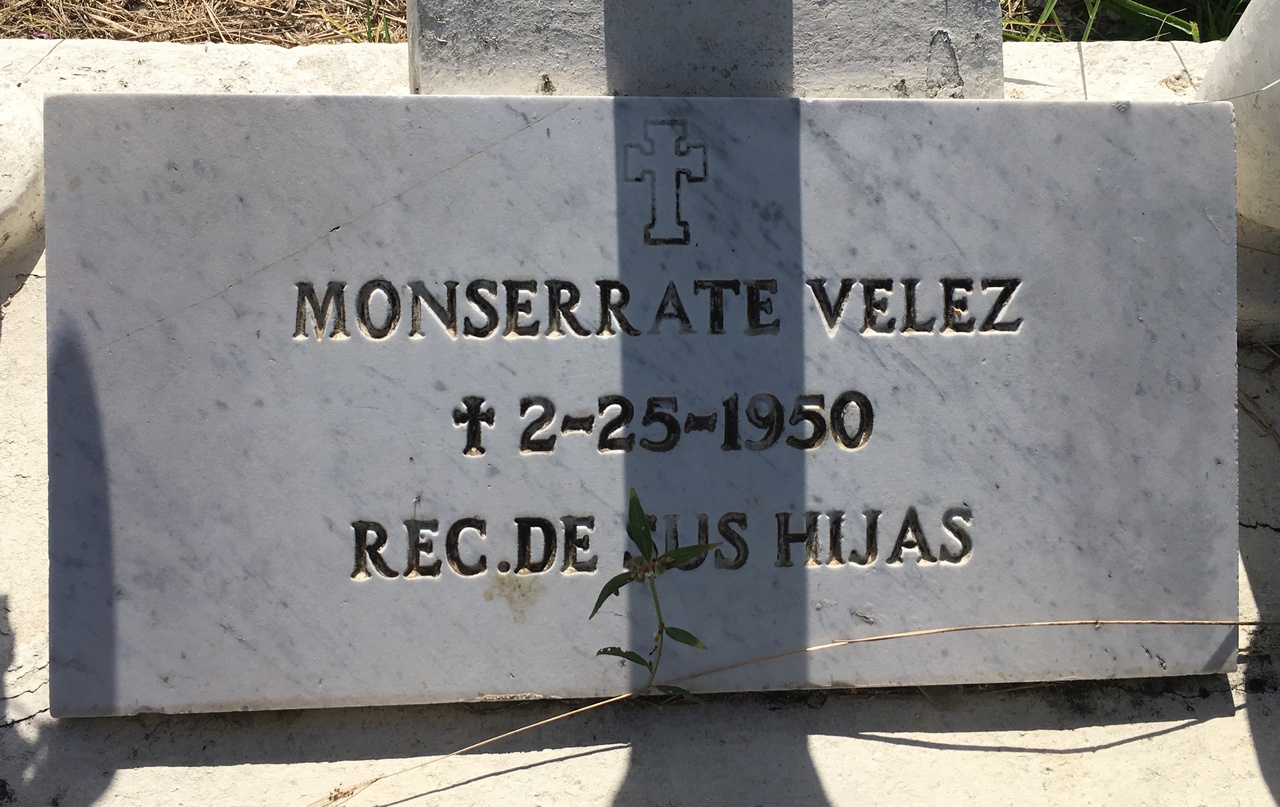 MONSERRATE VELEZ
✝ 2-25-1950
REC. DE SUS HIJAS